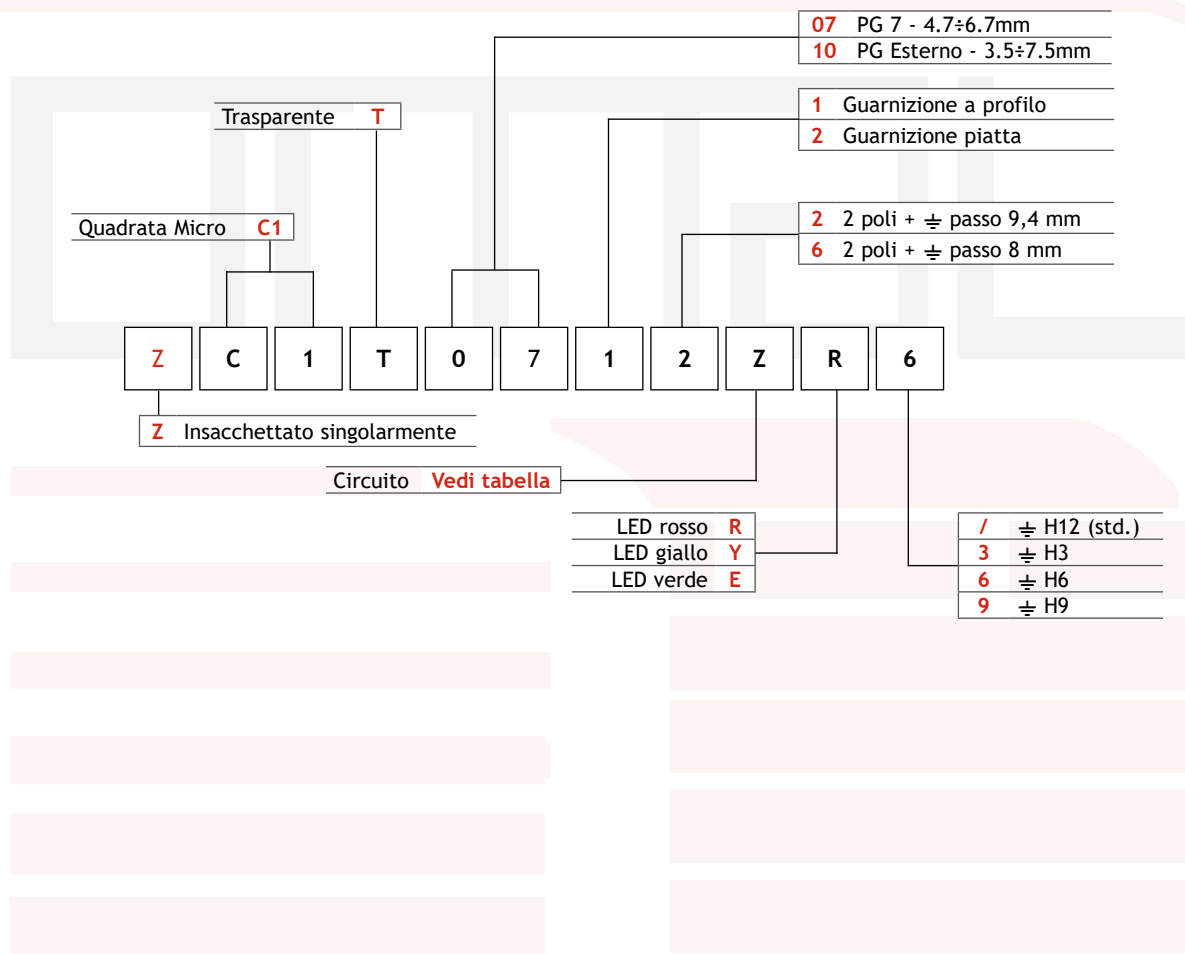 07 PG 7 - 4.7÷6.7mm
10 PG Esterno - 3.5÷7.5mm
1 Guarnizione a profilo
2 Guarnizione piatta
Trasparente T
2 2 poli + ⏚ passo 9,4 mm
6 2 poli + ⏚ passo 8 mm
Quadrata Micro C1
Z C 1 T 0 7 1 2 Z R 6
Z Insacchettato singolarmente
Circuito Vedi tabella
LED rosso R
LED giallo Y
LED verde E
/ ⏚ H12 (std.)
3 ⏚ H3
6 ⏚ H6
9 ⏚ H9